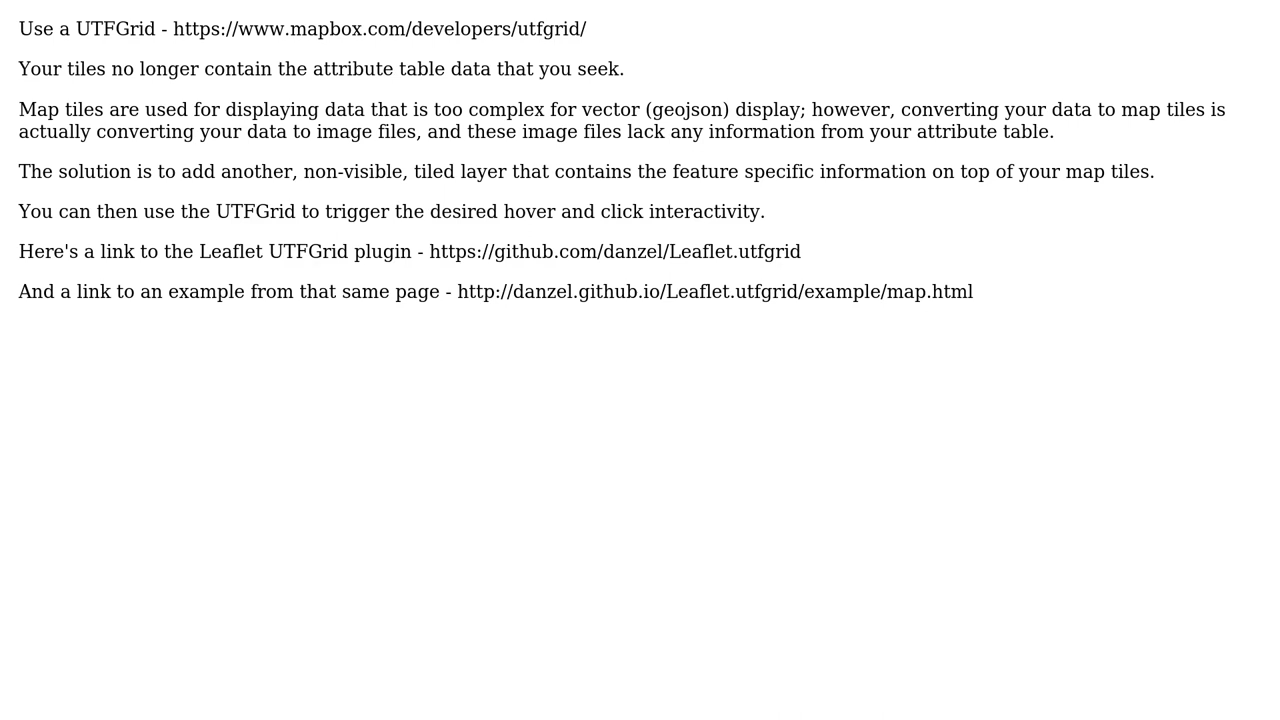 Use a UTFGrid - https://www.mapbox.com/developers/utfgrid/
Your tiles no longer contain the attribute table data that you seek.
Map tiles are used for displaying data that is too complex for vector (geojson) display; however, converting your data to map tiles is
actually converting your data to image files, and these image files lack any information from your attribute table.
The solution is to add another, non-visible, tiled layer that contains the feature specific information on top of your map tiles.
You can then use the UTFGrid to trigger the desired hover and click interactivity.
Here's a link to the Leaflet UTFGrid plugin - https://github.com/danzel/Leaflet.utfgrid
And a link to an example from that same page - http://danzel.github.io/Leaflet.utfgrid/example/map.html